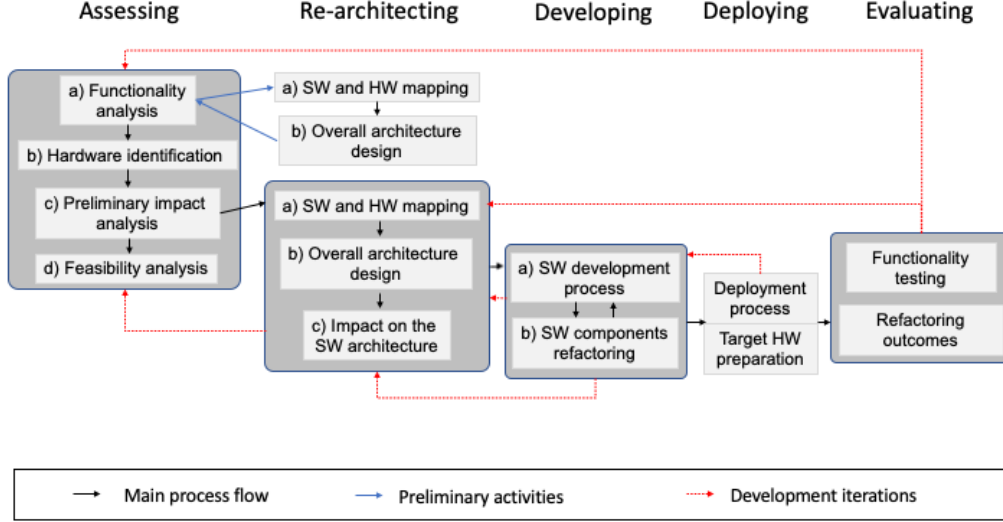 Assessing
Re-architecting
Developing
Deploying
Evaluating
a) Functionality
analysis
b) Hardware identification
c) Preliminary impact
analysis
d) Feasibility analysis
a) SW and HW mapping
b) Overall architecture
design
a) SW and HW mapping
b) Overall architecture
design
c) Impact on the
SW architecture
a) SW development
process
b) SW components
refactoring
Deployment
process
Target HW
preparation
Functionality
testing
Refactoring
outcomes
Main process flow
Preliminary activities
Development iterations